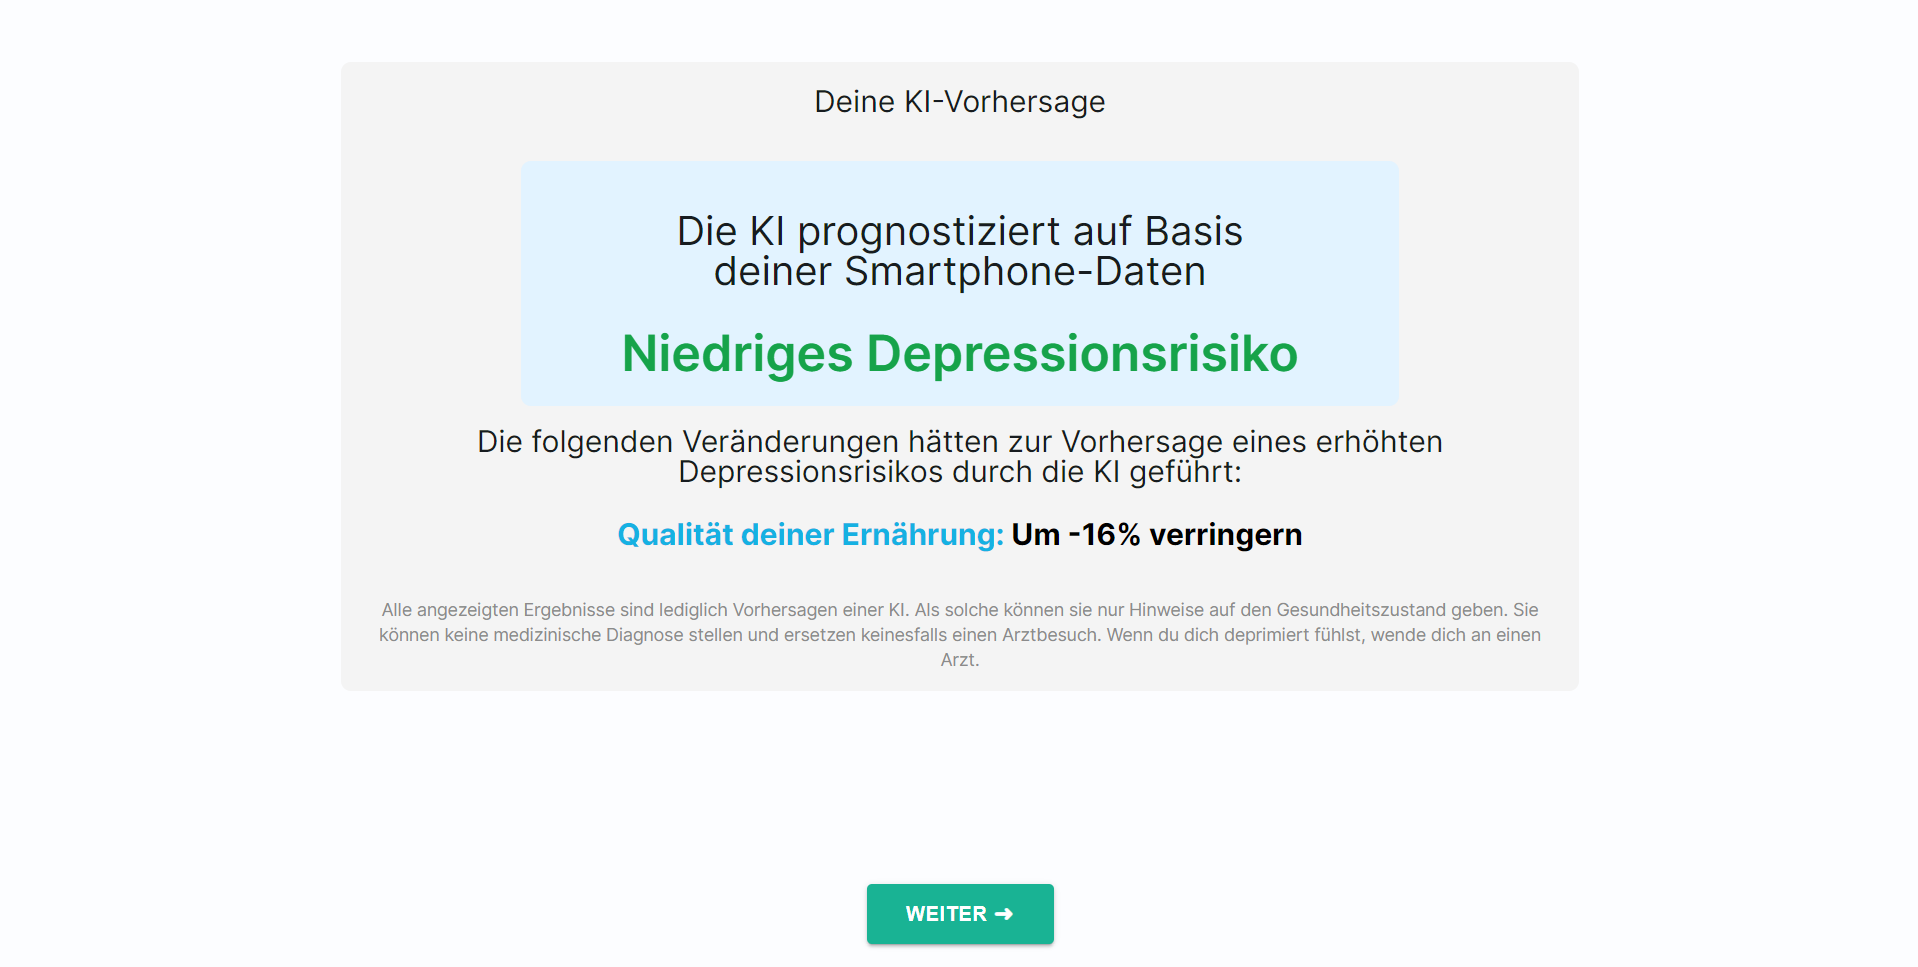 Deine KI-Vorhersage
Die KI prognostiziert auf Basis
deiner Smartphone-Daten
Niedriges Depressionsrisiko
Die folgenden Veränderungen hätten zur Vorhersage eines erhöhten
Depressionsrisikos durch die KI geführt:
Qualität deiner Ernährung: Um -16% verringern
Alle angezeigten Ergebnisse sind lediglich Vorhersagen einer KI. Als solche können sie nur Hinweise auf den Gesundheitszustand geben. Sie
können keine medizinische Diagnose stellen und ersetzen keinesfalls einen Arztbesuch. Wenn du dich deprimiert fühlst, wende dich an einen
Arzt.
WEITER ➜